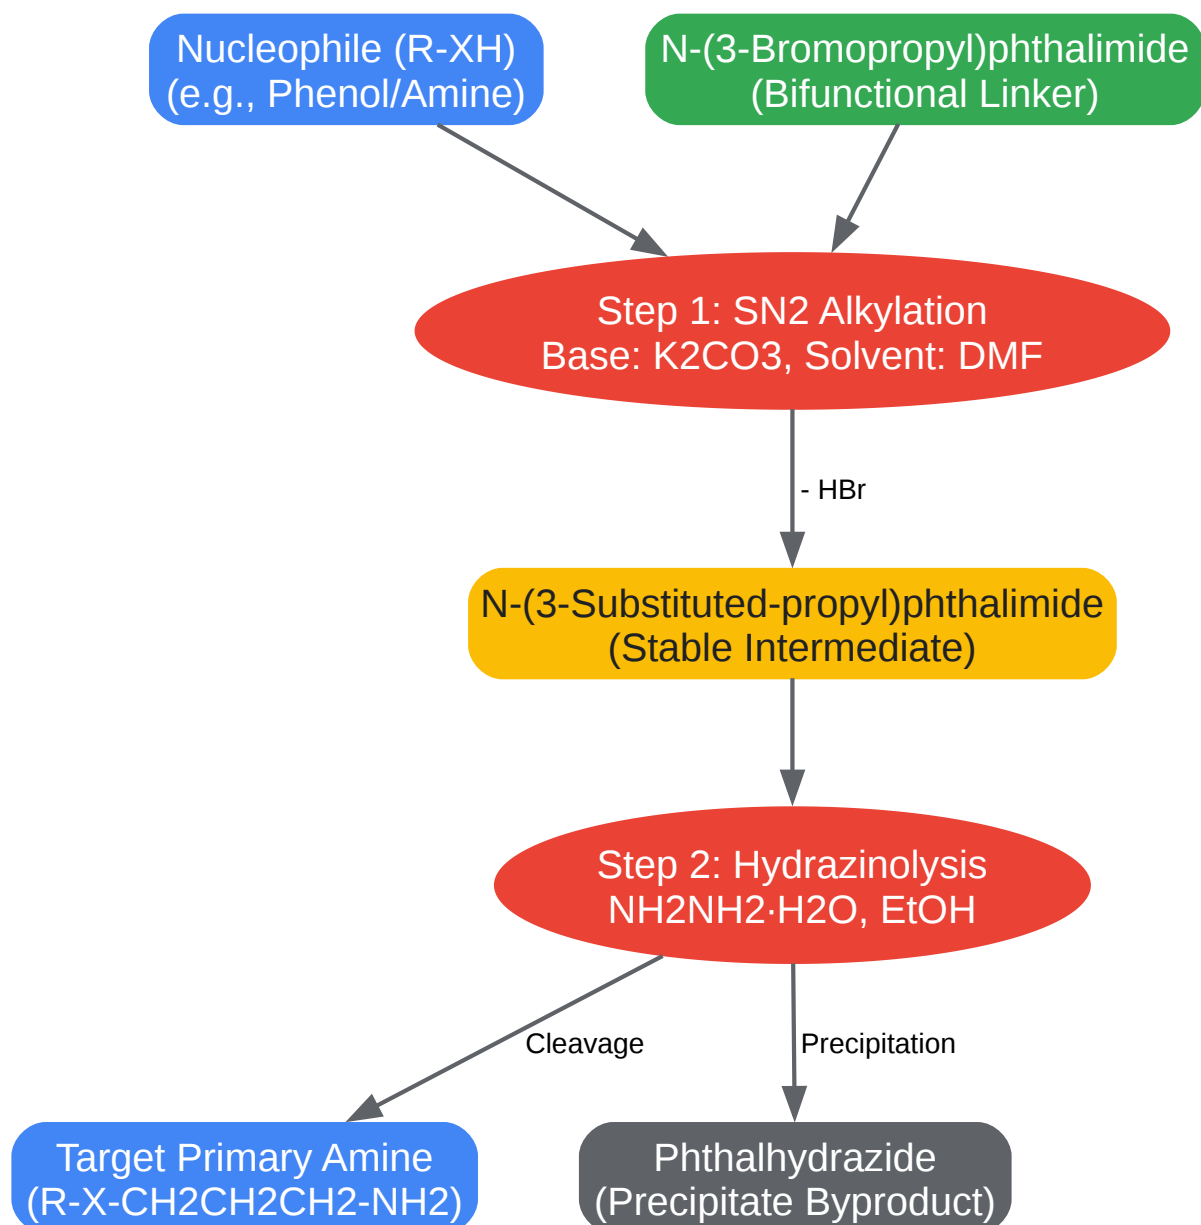 Nucleophile (R-XH)
(e.g., Phenol/Amine)
N-(3-Bromopropyl)phthalimide
(Bifunctional Linker)
Step 1: SN2 Alkylation
Base: K2CO3, Solvent: DMF
- HBr
N-(3-Substituted-propyl)phthalimide
(Stable Intermediate)
Step 2: Hydrazinolysis
NH2NH2·H2O, EtOH
Cleavage
Precipitation
Target Primary Amine
(R-X-CH2CH2CH2-NH2)
Phthalhydrazide
(Precipitate Byproduct)